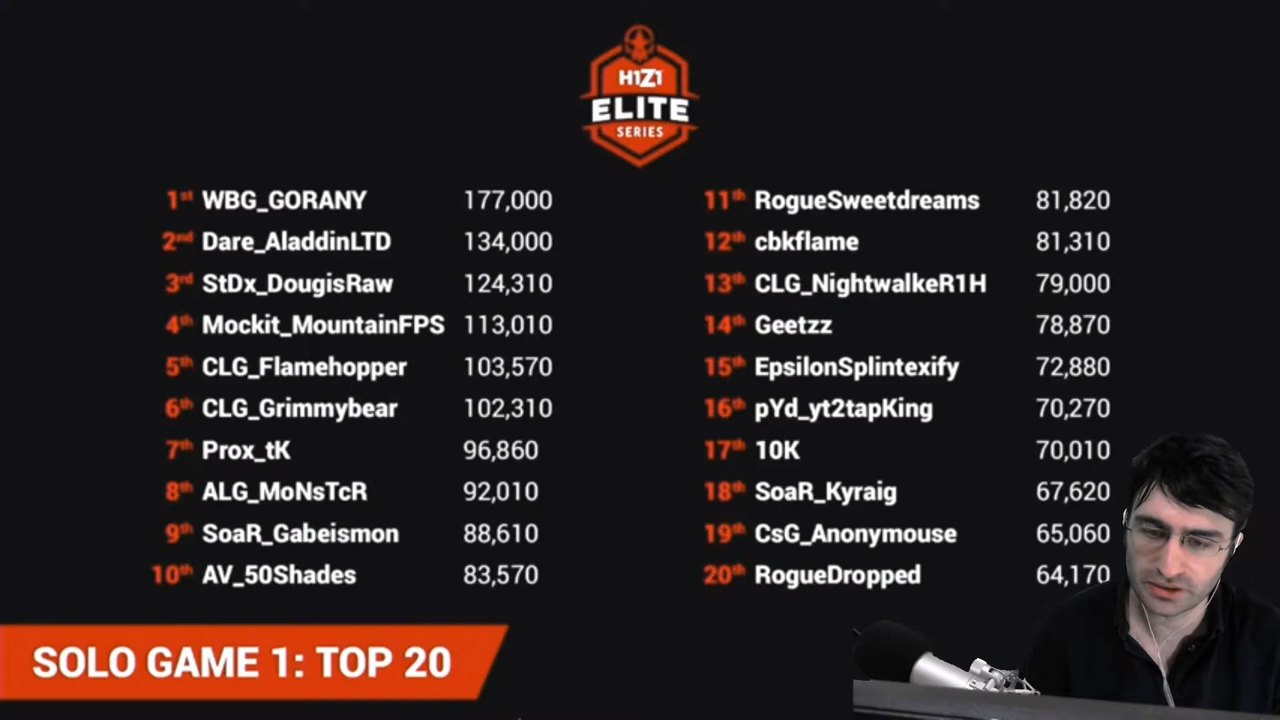 H1Z1
ELITE
SERIES
1st WBG_GORANY 177,000
2nd Dare_AladdinLTD 134,000
3rd StDx_DougisRaw 124,310
4th Mockit_MountainFPS 113,010
5th CLG_Flamehopper 103,570
6th CLG_Grimmybear 102,310
7th Prox_tK 96,860
8th ALG_MoNsTcR 92,010
9th SoaR_Gabeismon 88,610
10th AV_50Shades 83,570
11th RogueSweetdreams 81,820
12th cbkflame 81,310
13th CLG_NightwalkeR1H 79,000
14th Geetzz 78,870
15th EpsilonSplintexify 72,880
16th pYd_yt2tapKing 70,270
17th 10K 70,010
18th SoaR_Kyraig 67,620
19th CsG_Anonymouse 65,060
20th RogueDropped 64,170
SOLO GAME 1: TOP 20